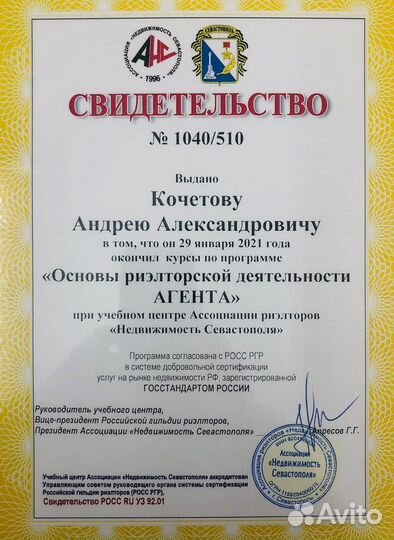 АССОЦИАЦИЯ «НЕДВИЖИМОСТЬ СЕВАСТОПОЛЯ»
АНС
1996
СЕВАСТОПОЛЬ
СВИДЕТЕЛЬСТВО
№ 1040/510
Выдано
Кочетову
Андрею Александровичу
в том, что он 29 января 2021 года
окончил курсы по программе
«Основы риэлторской деятельности
АГЕНТА»
при учебном центре Ассоциации риэлторов
«Недвижимость Севастополя»
Программа согласована с РОСС РГР
в системе добровольной сертификации
услуг на рынке недвижимости РФ, зарегистрированной
ГОССТАНДАРТОМ РОССИИ
Руководитель учебного центра,
Вице-президент Российской гильдии риэлторов,
Президент Ассоциации «Недвижимость Севастополя»
Г.Г.
Ассоциация
«Недвижимость
Севастополя»
г. Севастополь
Учебный центр Ассоциации «Недвижимость Севастополя» аккредитован
Управляющим советом руководящего органа системы сертификации
Российской гильдии риэлторов (РОСС РГР),
Свидетельство РОСС RU УЗ 92.01
Avito